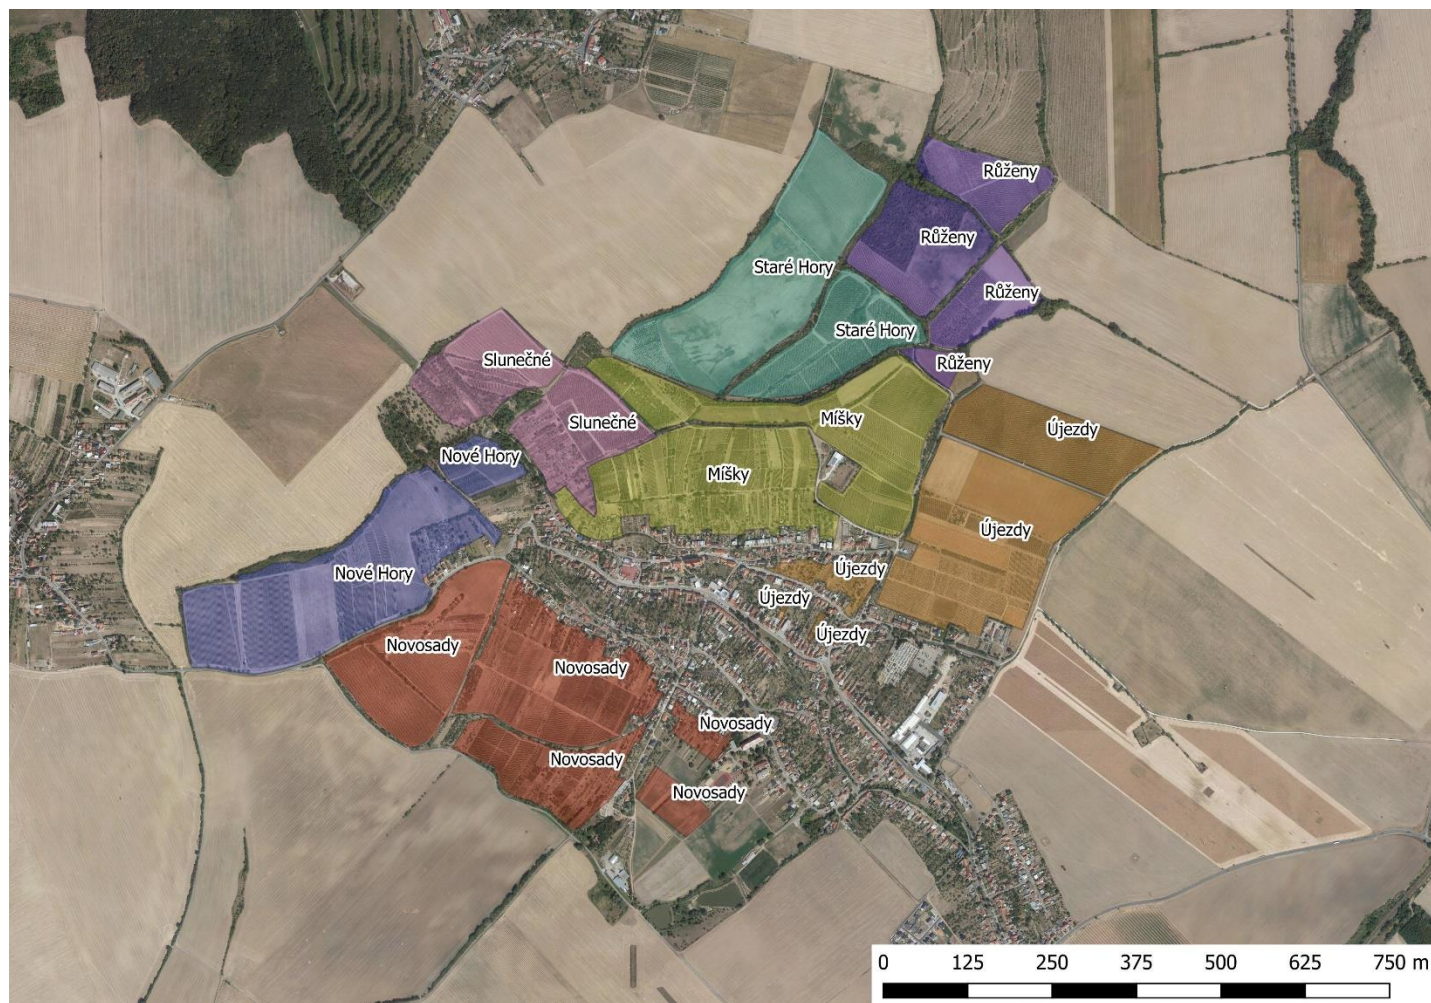 Růženy
Růženy
Staré Hory
Růženy
Staré Hory
Slunečné
Růženy
Míšky
Slunečné
Újezdy
Nové Hory
Míšky
Újezdy
Nové Hory
Újezdy
Újezdy
Újezdy
Novosady
Novosady
Novosady
Novosady
Novosady
0 125 250 375 500 625 750 m